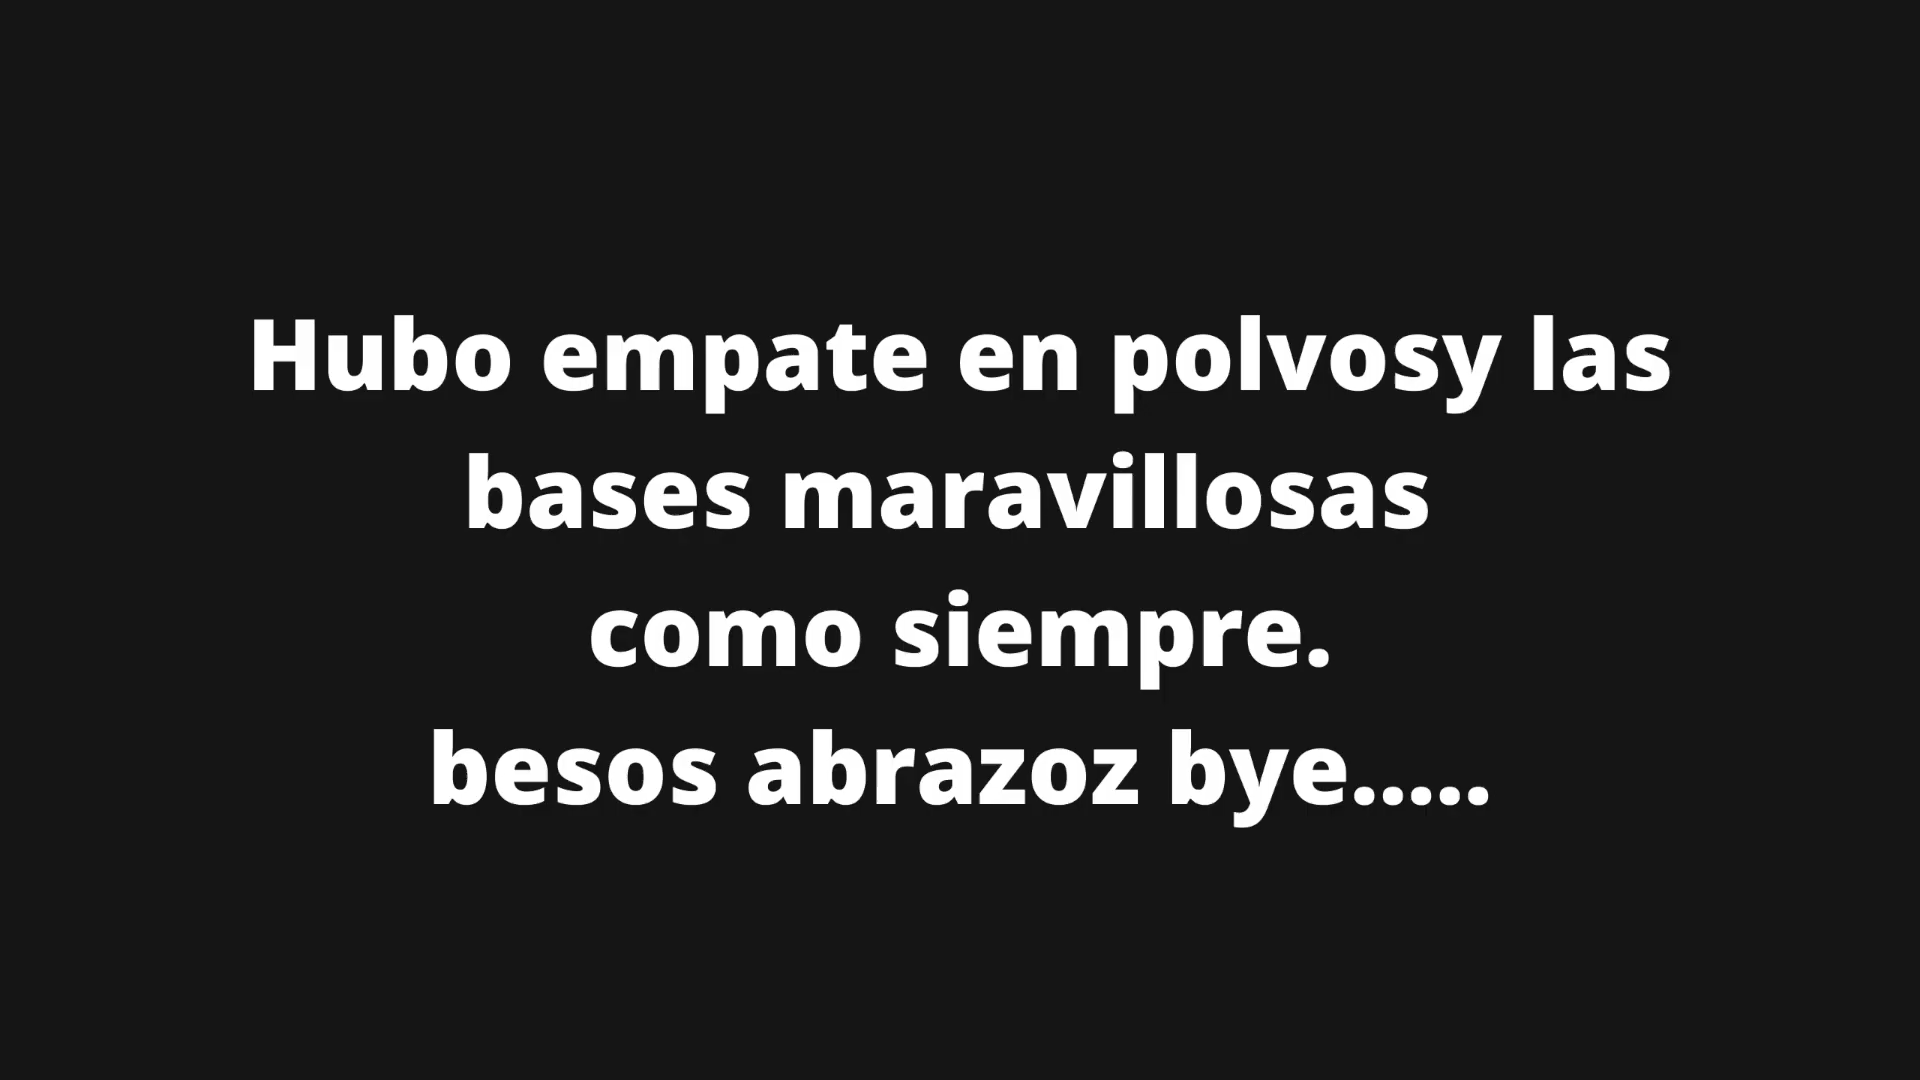 Hubo empate en polvosy las
bases maravillosas
como siempre.
besos abrazoz bye.....